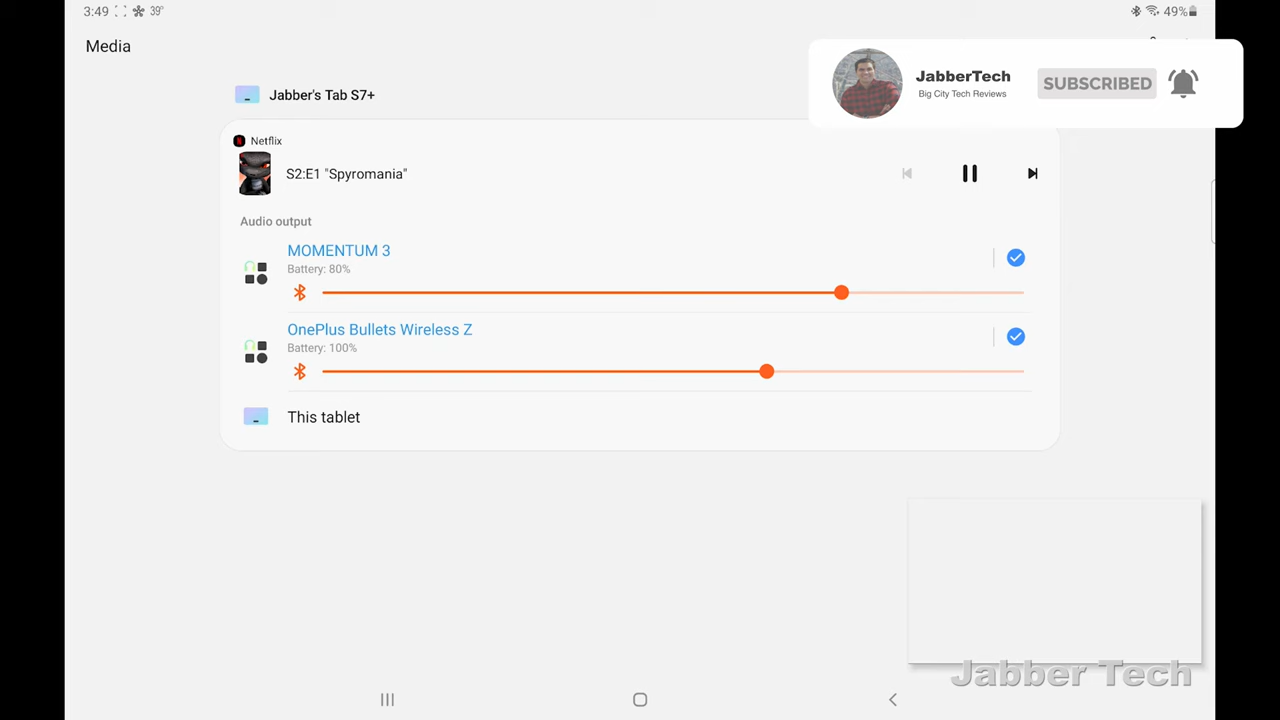 3:49 39°
49%
Media
JabberTech
Big City Tech Reviews
SUBSCRIBED
Jabber's Tab S7+
Netflix
S2:E1 "Spyromania"
Audio output
MOMENTUM 3
Battery: 80%
OnePlus Bullets Wireless Z
Battery: 100%
This tablet
Jabber Tech